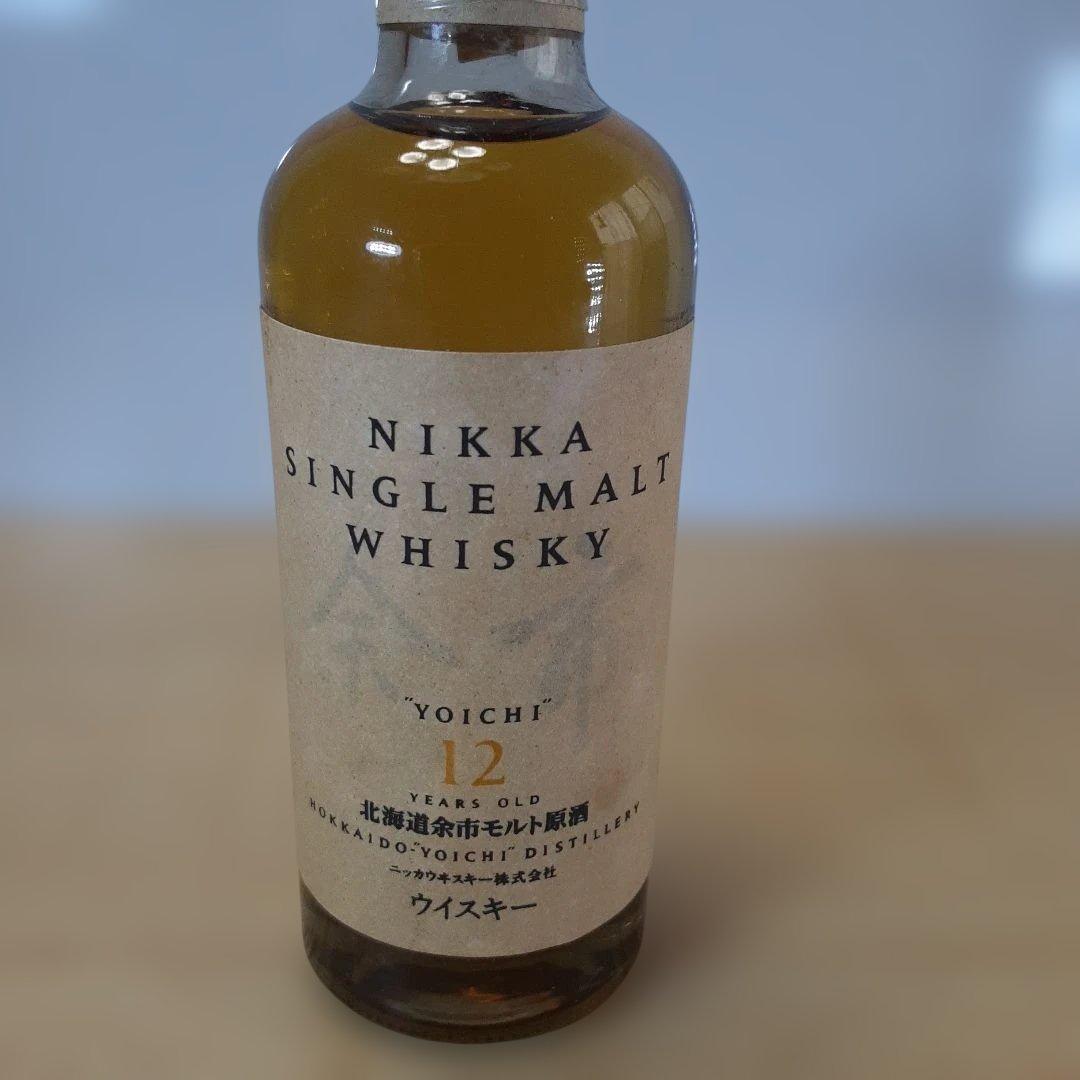 NIKKA
SINGLE MALT
WHISKY
余市
"YOICHI"
12
YEARS OLD
北海道余市モルト原酒
HOKKAIDO-"YOICHI" DISTILLERY
ニッカウヰスキー株式会社
ウイスキー